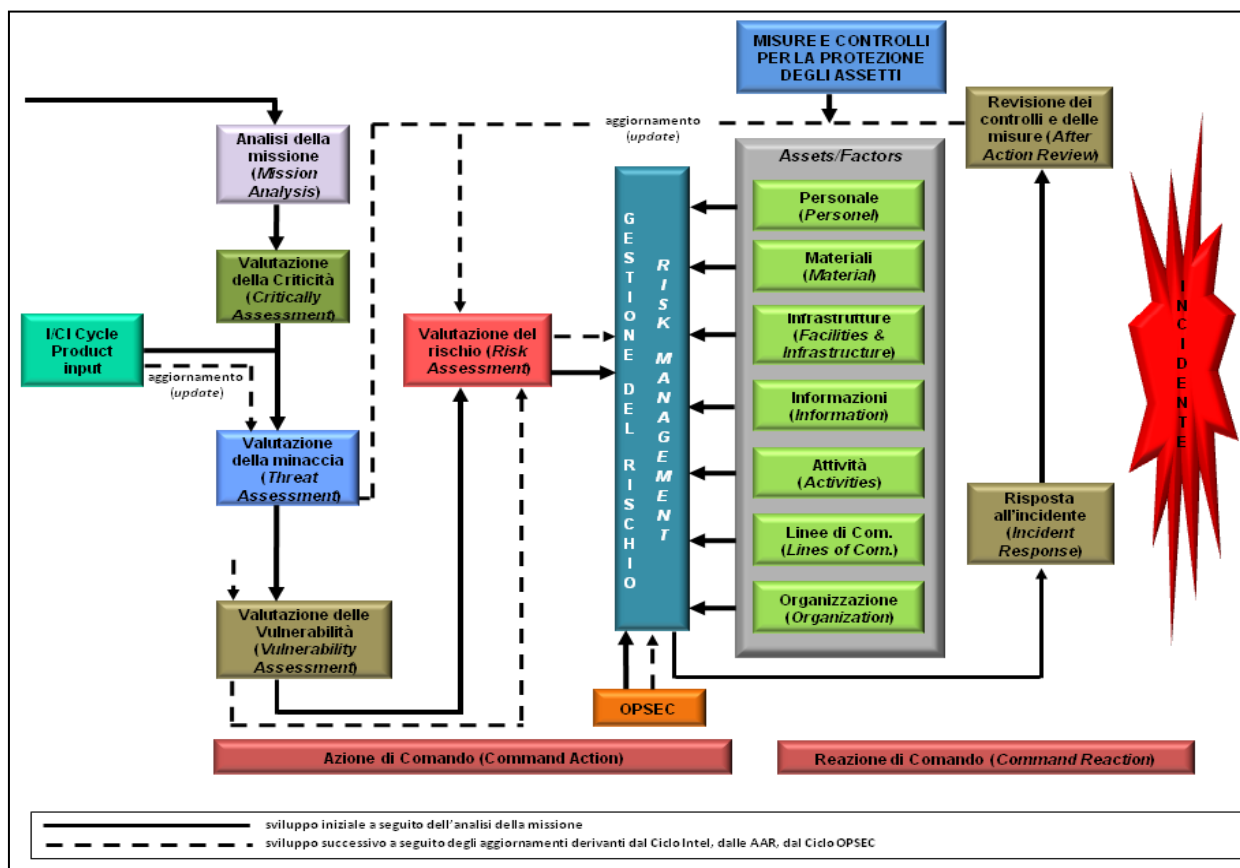 MISURE E CONTROLLI
PER LA PROTEZIONE
DEGLI ASSETTI
Revisione dei
controlli e delle
misure (After
Action Review)
aggiornamento
(update)
Analisi della
missione
(Mission
Analysis)
Assets/Factors
Personale
(Personel)
Valutazione
della Criticità
(Critically
Assessment)
Materiali
(Material)
I/CI Cycle
Product
input
aggiornamento
(update)
Valutazione del
rischio (Risk
Assessment)
GESTIONE DEL RISCHIO
RISK MANAGEMENT
Infrastrutture
(Facilities &
Infrastructure)
INCIDENTE
Informazioni
(Information)
Valutazione
della minaccia
(Threat
Assessment)
Attività
(Activities)
Linee di Com.
(Lines of Com.)
Risposta
all'incidente
(Incident
Response)
Organizzazione
(Organization)
Valutazione delle
Vulnerabilità
(Vulnerability
Assessment)
OPSEC
Azione di Comando (Command Action)
Reazione di Comando (Command Reaction)
sviluppo iniziale a seguito dell'analisi della missione
sviluppo successivo a seguito degli aggiornamenti derivanti dal Ciclo Intel, dalle AAR, dal Ciclo OPSEC